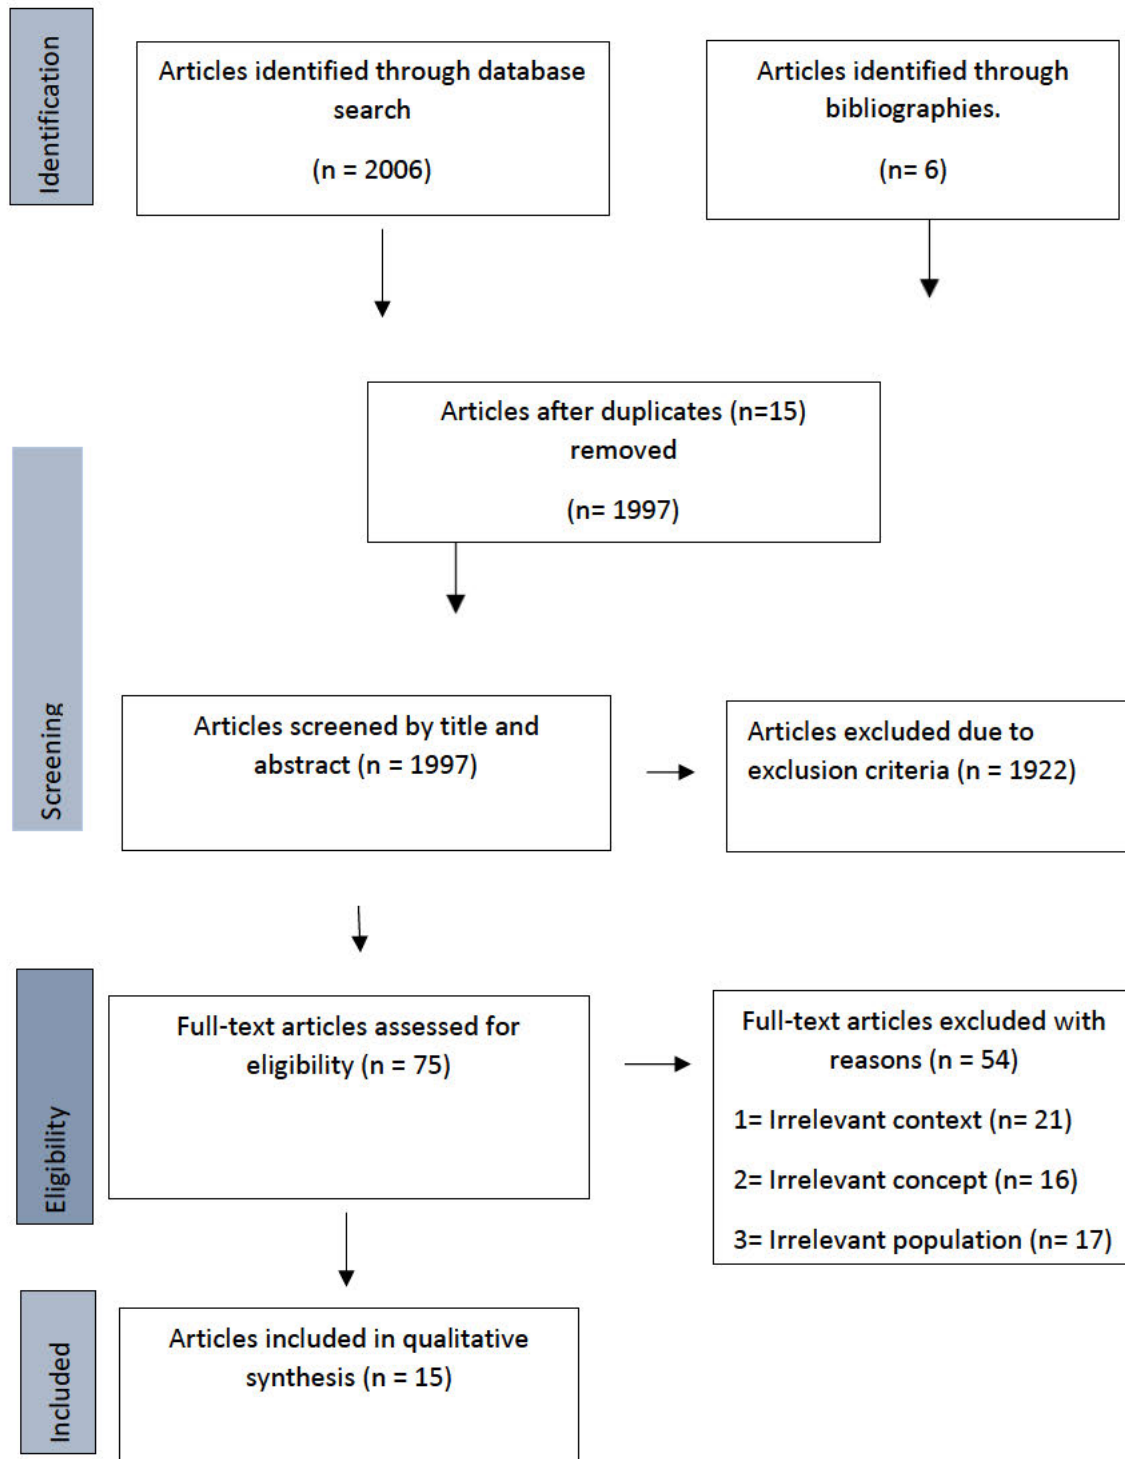 Identification
Articles identified through database
search
(n = 2006)
Articles identified through
bibliographies.
(n= 6)
Articles after duplicates (n=15)
removed
(n= 1997)
Screening
Articles screened by title and
abstract (n = 1997)
Articles excluded due to
exclusion criteria (n = 1922)
Eligibility
Full-text articles assessed for
eligibility (n = 75)
Full-text articles excluded with
reasons (n = 54)
1= Irrelevant context (n= 21)
2= Irrelevant concept (n= 16)
3= Irrelevant population (n= 17)
Included
Articles included in qualitative
synthesis (n = 15)